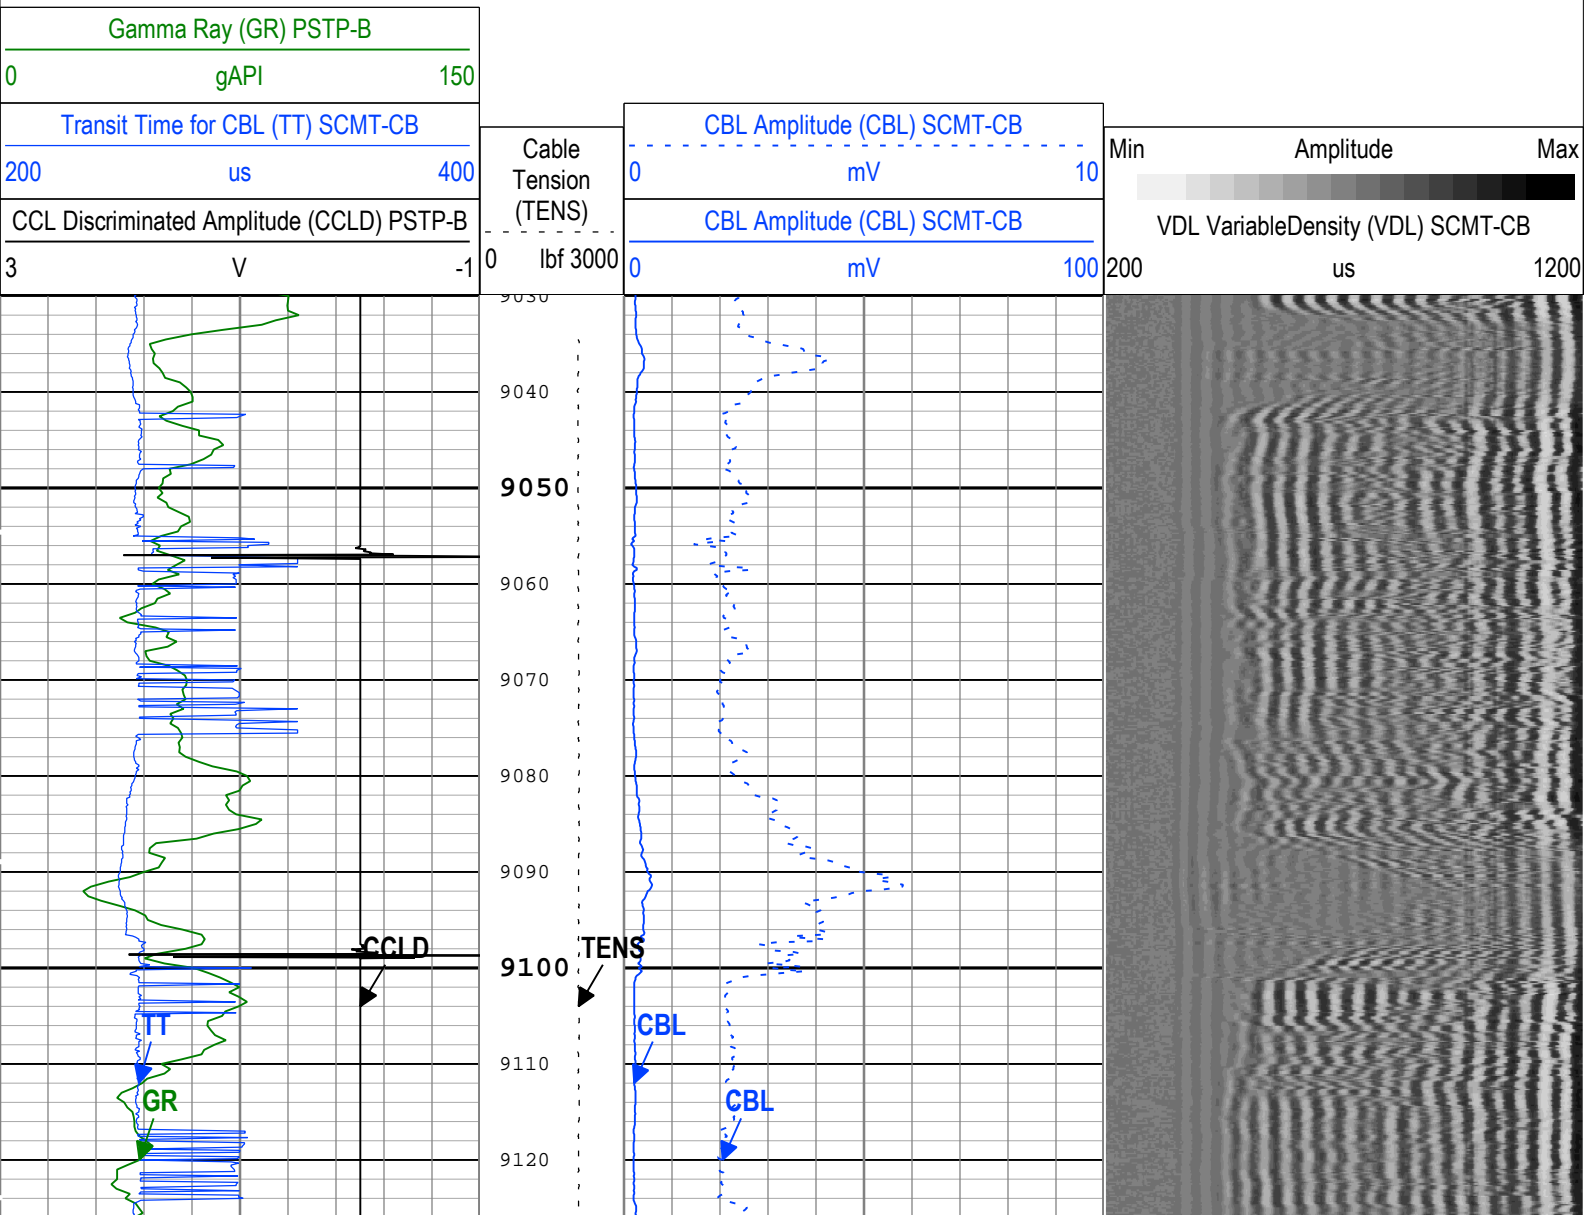 Gamma Ray (GR) PSTP-B
0 gAPI 150
Transit Time for CBL (TT) SCMT-CB
200 us 400
CCL Discriminated Amplitude (CCLD) PSTP-B
3 V -1
Cable
Tension
(TENS)
0 lbf 3000
CBL Amplitude (CBL) SCMT-CB
0 mV 10
CBL Amplitude (CBL) SCMT-CB
0 mV 100
Min Amplitude Max
VDL VariableDensity (VDL) SCMT-CB
200 us 1200
9030
9040
9050
9060
9070
9080
9090
CCLD TENS
9100
TT CBL
9110
GR CBL
9120